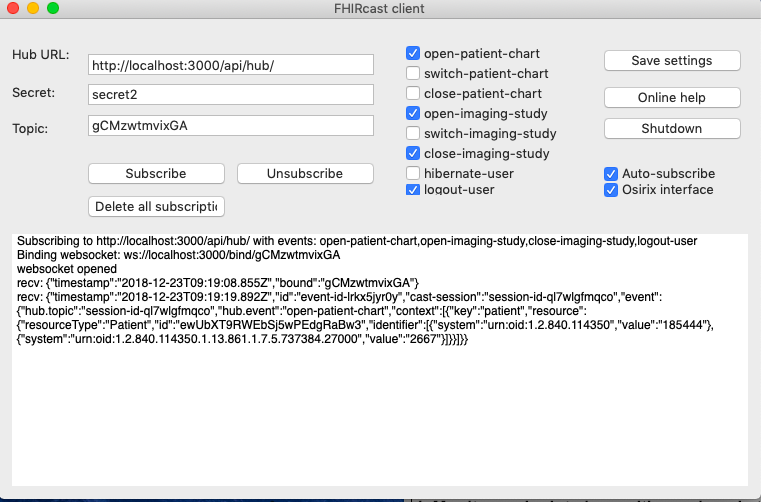 FHIRcast client
Hub URL:
http://localhost:3000/api/hub/
Secret:
secret2
Topic:
gCMzwtmvixGA
Subscribe
Unsubscribe
Delete all subscriptic
open-patient-chart
switch-patient-chart
close-patient-chart
open-imaging-study
switch-imaging-study
close-imaging-study
hibernate-user
logout-user
Save settings
Online help
Shutdown
Auto-subscribe
Osirix interface
Subscribing to http://localhost:3000/api/hub/ with events: open-patient-chart,open-imaging-study,close-imaging-study,logout-user
Binding websocket: ws://localhost:3000/bind/gCMzwtmvixGA
websocket opened
recv: {"timestamp":"2018-12-23T09:19:08.855Z","bound":"gCMzwtmvixGA"}
recv: {"timestamp":"2018-12-23T09:19:19.892Z","id":"event-id-lrkx5jyr0y","cast-session":"session-id-ql7wlgfmqco","event":
{"hub.topic":"session-id-ql7wlgfmqco","hub.event":"open-patient-chart","context":[{"key":"patient","resource":
{"resourceType":"Patient","id":"ewUbXT9RWEbSj5wPEdgRaBw3","identifier":[{"system":"urn:oid:1.2.840.114350","value":"185444"},
{"system":"urn:oid:1.2.840.114350.1.13.861.1.7.5.737384.27000","value":"2667"}]}}]}}